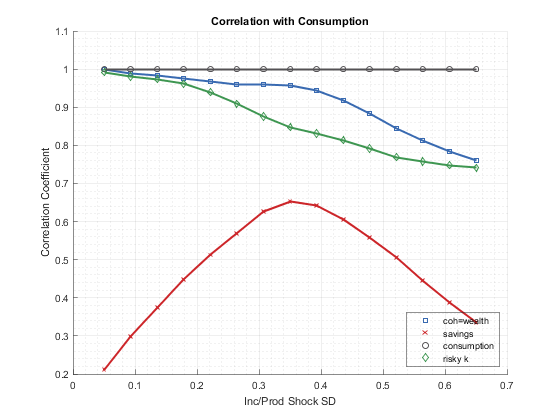 Correlation with Consumption
1.1
1
0.9
0.8
0.7
0.6
0.5
0.4
0.3
0.2
Correlation Coefficient
0
0.1
0.2
0.3
0.4
0.5
0.6
0.7
Inc/Prod Shock SD
coh=wealth
savings
consumption
risky k